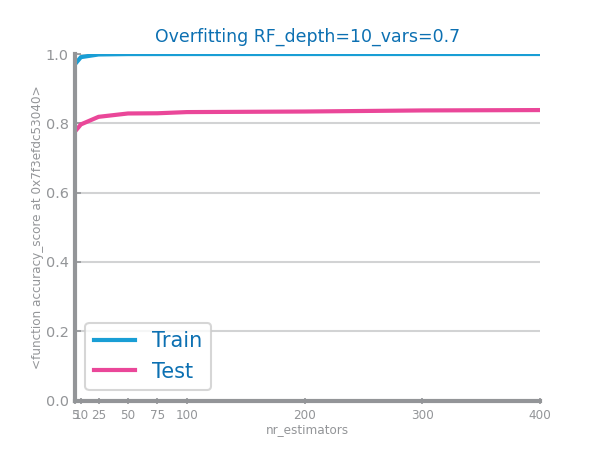 Overfitting RF_depth=10_vars=0.7
<function accuracy_score at 0x7f3efdc53040>
1.0
0.8
0.6
0.4
0.2
0.0
Train
Test
5 10 25 50 75 100 200 300 400
nr_estimators